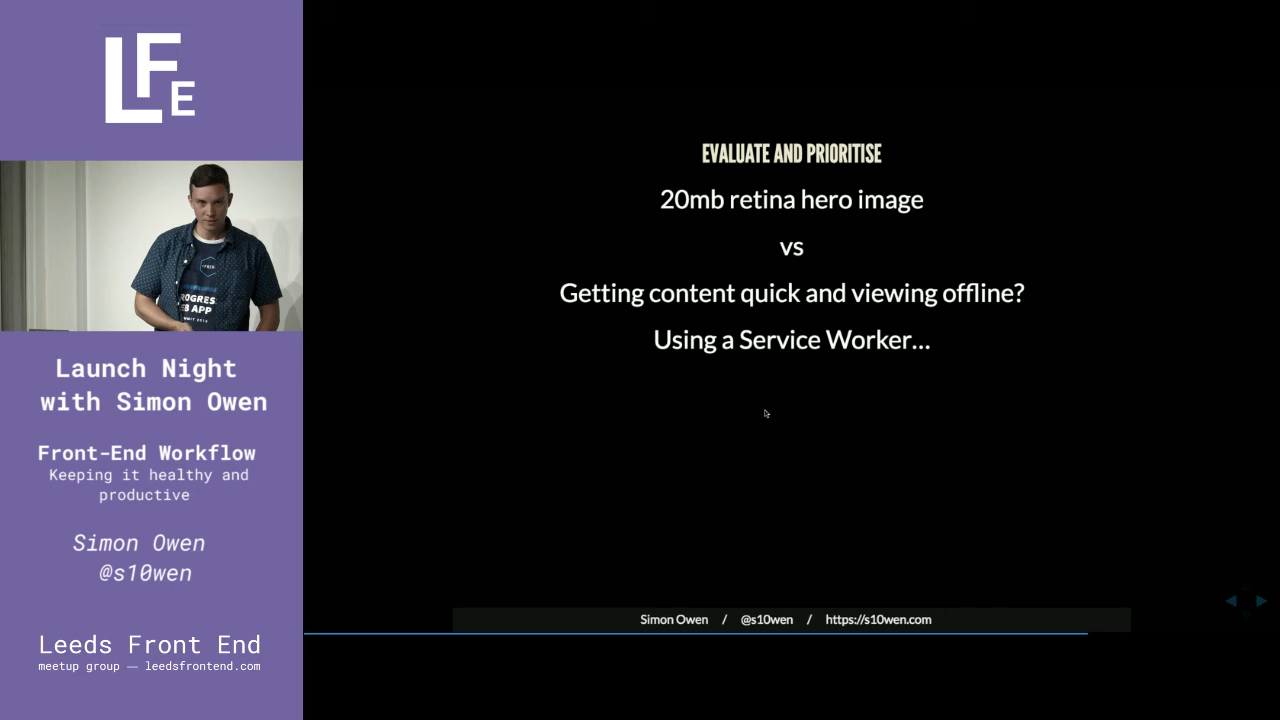 LFE
Launch Night
with Simon Owen
Front-End Workflow
Keeping it healthy and
productive
Simon Owen
@s10wen
Leeds Front End
meetup group — leedsfrontend.com
EVALUATE AND PRIORITISE
20mb retina hero image
vs
Getting content quick and viewing offline?
Using a Service Worker...
Simon Owen / @s10wen / https://s10wen.com